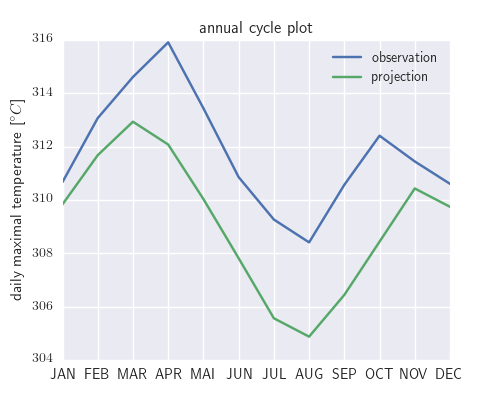 annual cycle plot
316
314
312
310
308
306
304
daily maximal temperature [°C]
observation
projection
JAN FEB MAR APR MAI JUN JUL AUG SEP OCT NOV DEC